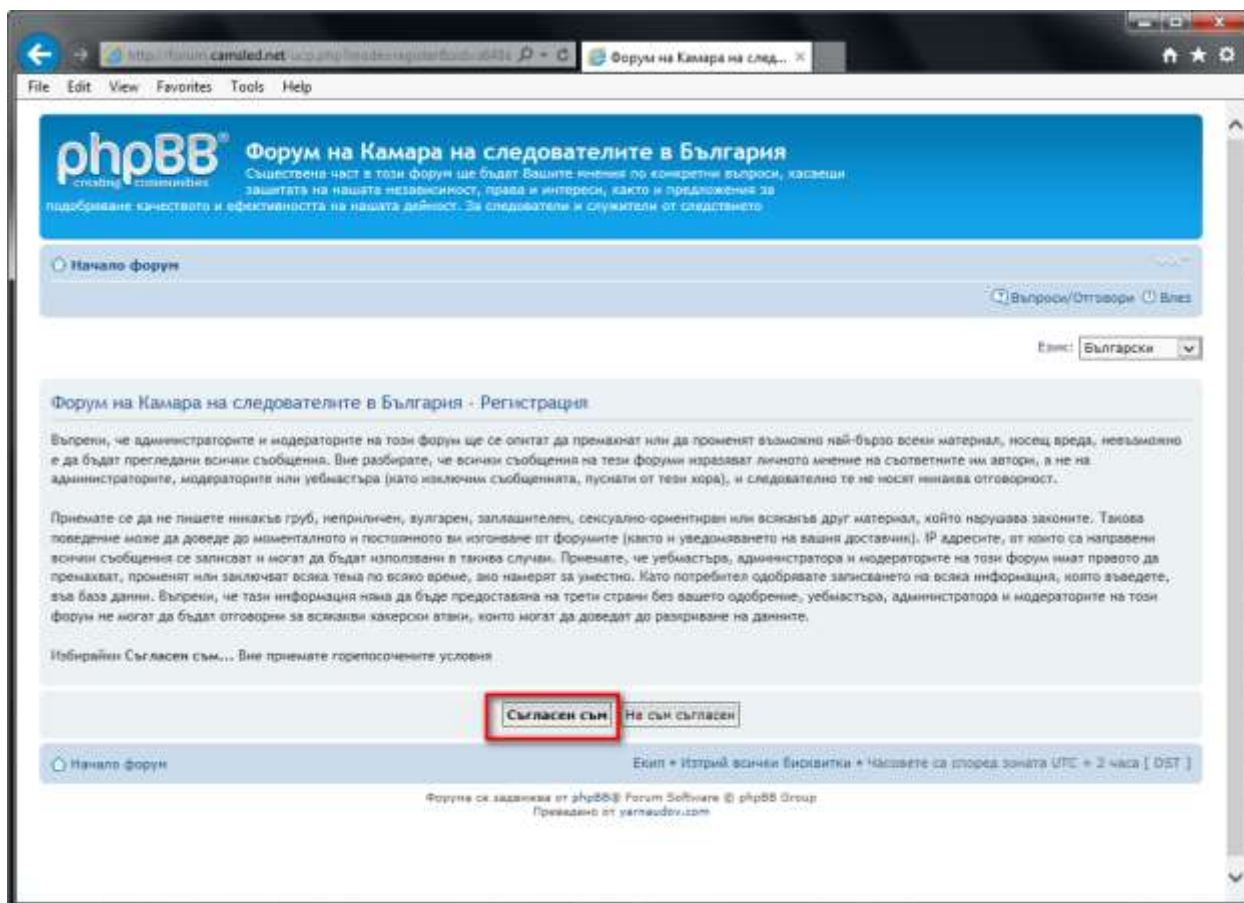 camsled.net
Форум на Камара на след...
File Edit View Favorites Tools Help
phpBB®
creating communities
Форум на Камара на следователите в България
Съществена част в този форум ще бъдат Вашите мнения по конкретни въпроси, касаещи
защитата на нашата независимост, права и интереси, както и предложения за
подобряване качеството и ефективността на нашата дейност. За следователи и служители от следствието
Начало форум
Въпроси/Отговори Влез
Език: Български
Форум на Камара на следователите в България - Регистрация
Въпреки, че администраторите и модераторите на този форум ще се опитат да премахнат или да променят възможно най-бързо всеки материал, носещ вреда, невъзможно
е да бъдат прегледани всички съобщения. Вие разбирате, че всички съобщения на тези форуми изразяват личното мнение на съответните им автори, а не на
администраторите, модераторите или уебмастъра (като изключим съобщенията, пуснати от тези хора), и следователно те не носят никаква отговорност.
Приемате се да не пишете никакъв груб, неприличен, вулгарен, заплашителен, сексуално-ориентиран или всякакъв друг материал, който нарушава законите. Такова
поведение може да доведе до моменталното и постоянното ви изгонване от форумите (както и уведомяването на вашия доставчик). IP адресите, от които са направени
всички съобщения се записват и могат да бъдат използвани в такива случаи. Приемате, че уебмастъра, администратора и модераторите на този форум имат правото да
премахват, променят или заключват всяка тема по всяко време, ако намерят за уместно. Като потребител одобрявате записването на всяка информация, която въведете,
във база данни. Въпреки, че тази информация няма да бъде предоставяна на трети страни без вашето одобрение, уебмастъра, администратора и модераторите на този
форум не могат да бъдат отговорни за всякакви хакерски атаки, които могат да доведат до разкриване на данните.
Избирайки Съгласен съм... Вие приемате горепосочените условия
Съгласен съм Не съм съгласен
Начало форум
Екип • Изтрий всички бисквитки • Часовете са според зоната UTC + 2 часа [ DST ]
Форума се задвижва от phpBB® Forum Software © phpBB Group
Преведено от yarnaudov.com